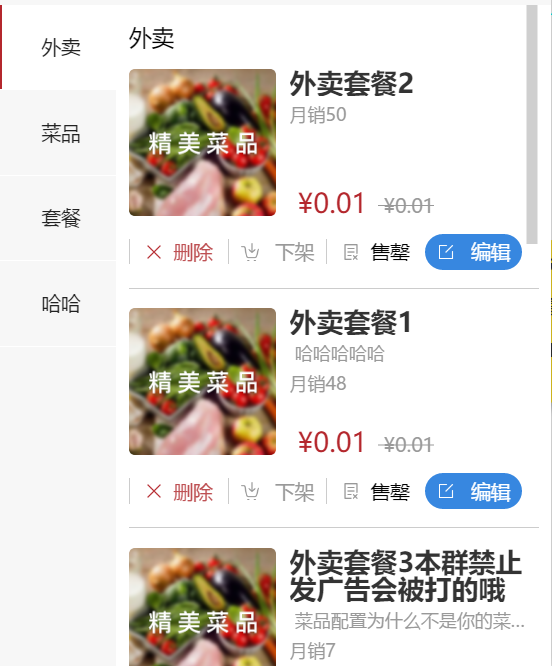 外卖
菜品
套餐
哈哈
外卖
精美菜品
外卖套餐2
月销50
¥0.01 ¥0.01
删除 下架 售罄 编辑
精美菜品
外卖套餐1
哈哈哈哈哈
月销48
¥0.01 ¥0.01
删除 下架 售罄 编辑
精美菜品
外卖套餐3本群禁止
发广告会被打的哦
菜品配置为什么不是你的菜...
月销7